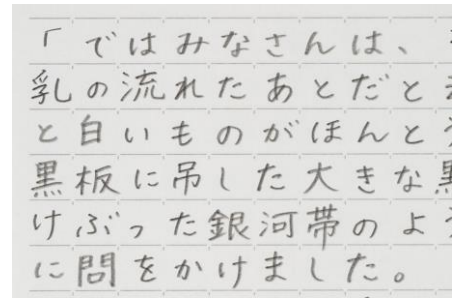 「ではみなさんは、
乳の流れたあとだと
と白いものがほんと
黒板に吊した大きな黒
けぶった銀河帯のよ
に問をかけました。